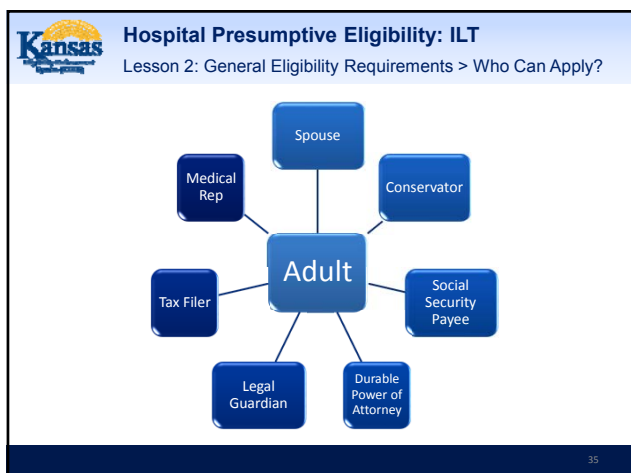 Kansas
Hospital Presumptive Eligibility: ILT
Lesson 2: General Eligibility Requirements > Who Can Apply?
Spouse
Medical
Rep
Conservator
Adult
Tax Filer
Social
Security
Payee
Legal
Guardian
Durable
Power of
Attorney
35